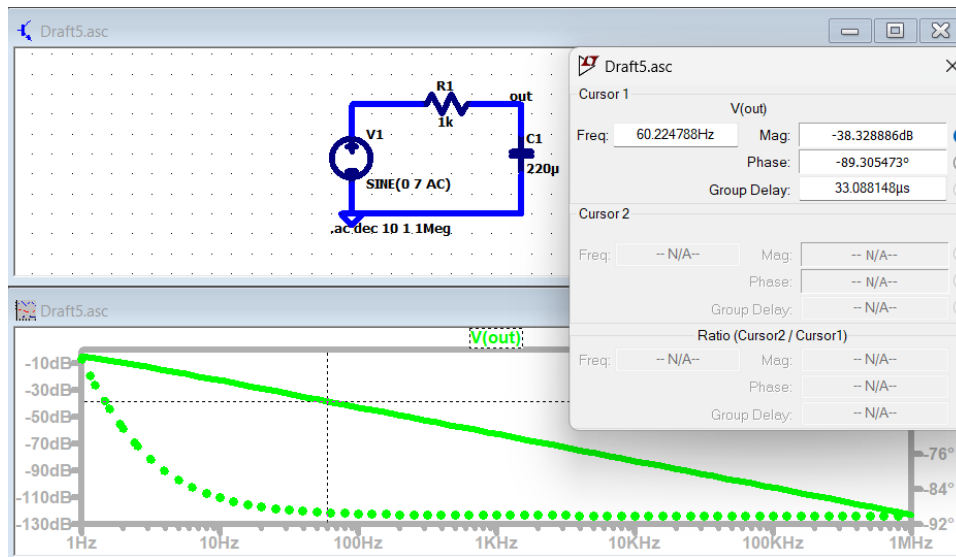 Draft5.asc
R1
out
1k
V1
C1
220µ
SINE(0 7 AC)
.ac dec 10 1 1Meg
Draft5.asc
Cursor 1
V(out)
Freq: 60.224788Hz Mag: -38.328886dB
Phase: -89.305473º
Group Delay: 33.088148µs
Cursor 2
Freq: -- N/A-- Mag: -- N/A--
Phase: -- N/A--
Group Delay: -- N/A--
Ratio (Cursor2 / Cursor1)
Freq: -- N/A-- Mag: -- N/A--
Phase: -- N/A--
Group Delay: -- N/A--
Draft5.asc
V(out)
-10dB
-30dB
-50dB
-70dB
-90dB
-110dB
-130dB
-76°
-84°
-92°
1Hz 10Hz 100Hz 1KHz 10KHz 100KHz 1MHz